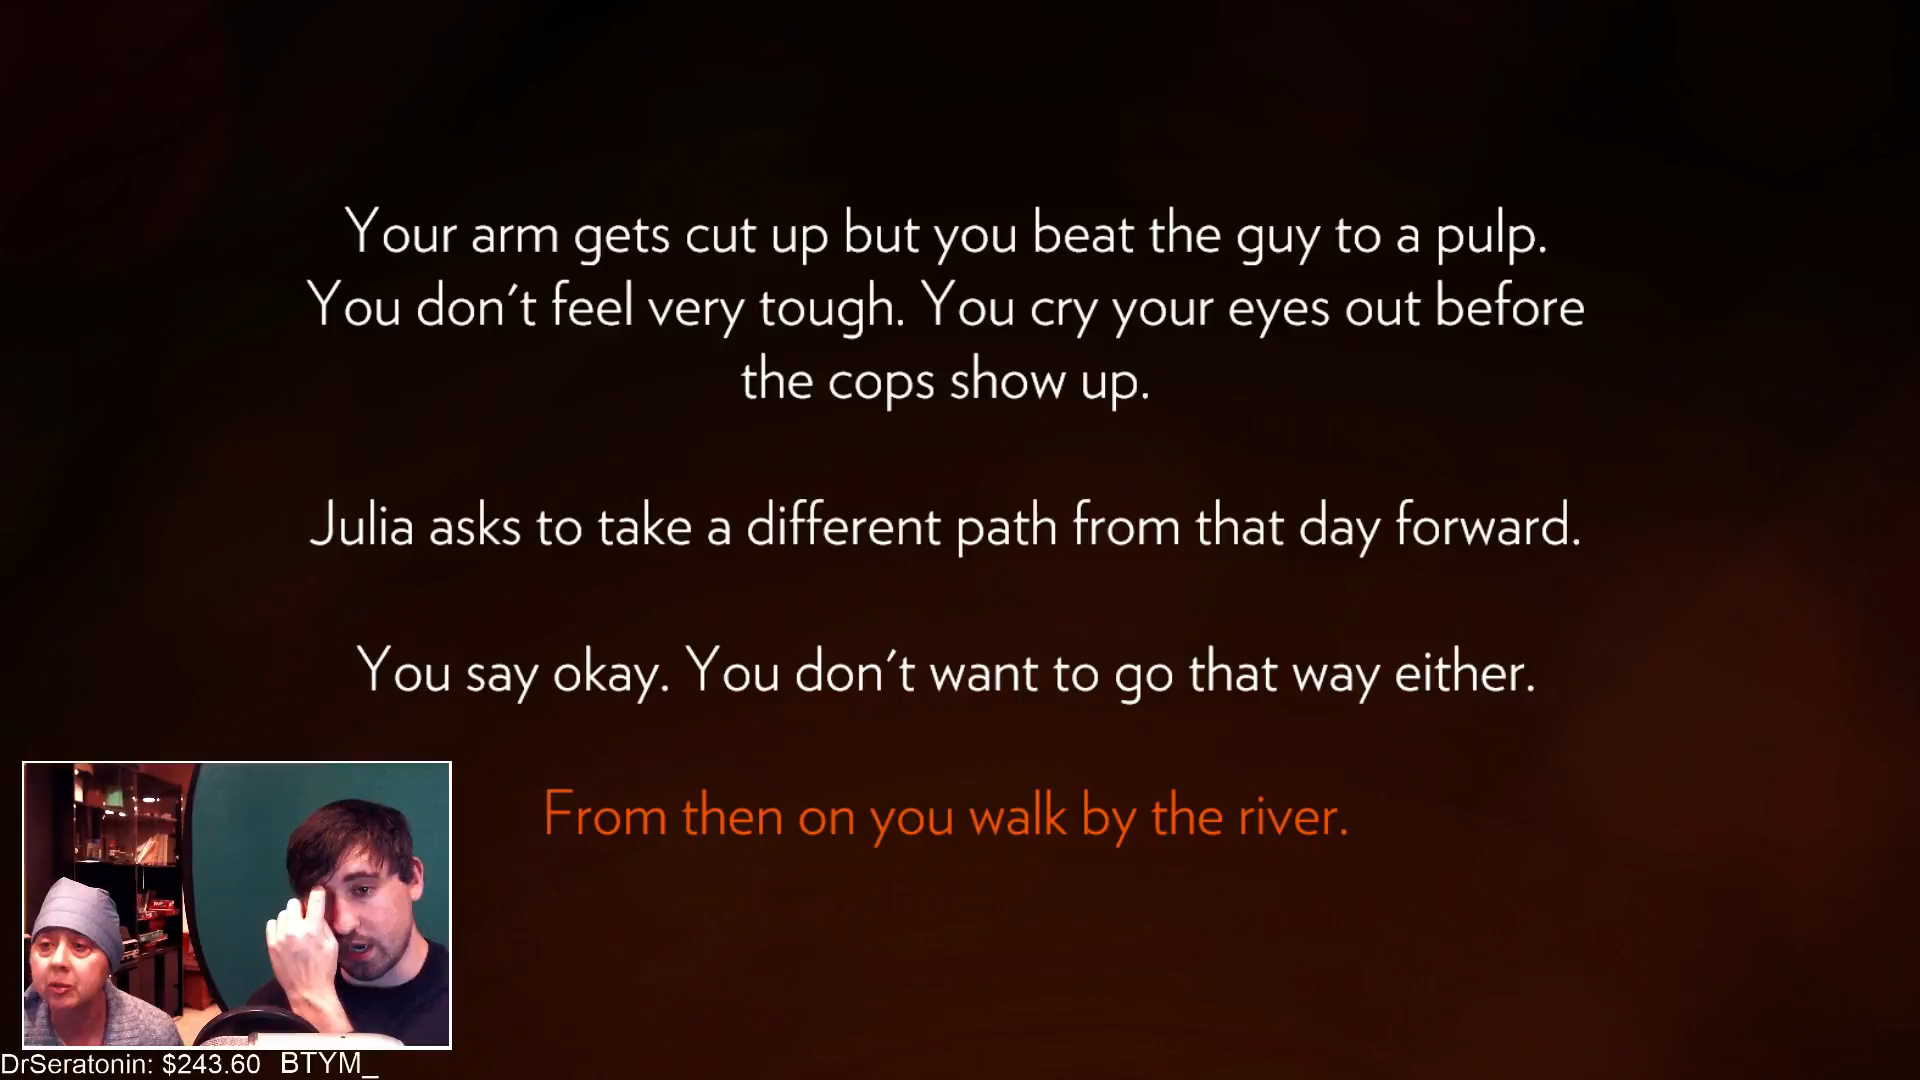 Your arm gets cut up but you beat the guy to a pulp.
You don't feel very tough. You cry your eyes out before
the cops show up.
Julia asks to take a different path from that day forward.
You say okay. You don't want to go that way either.
From then on you walk by the river.
DrSeratonin: $243.60 BTYM_